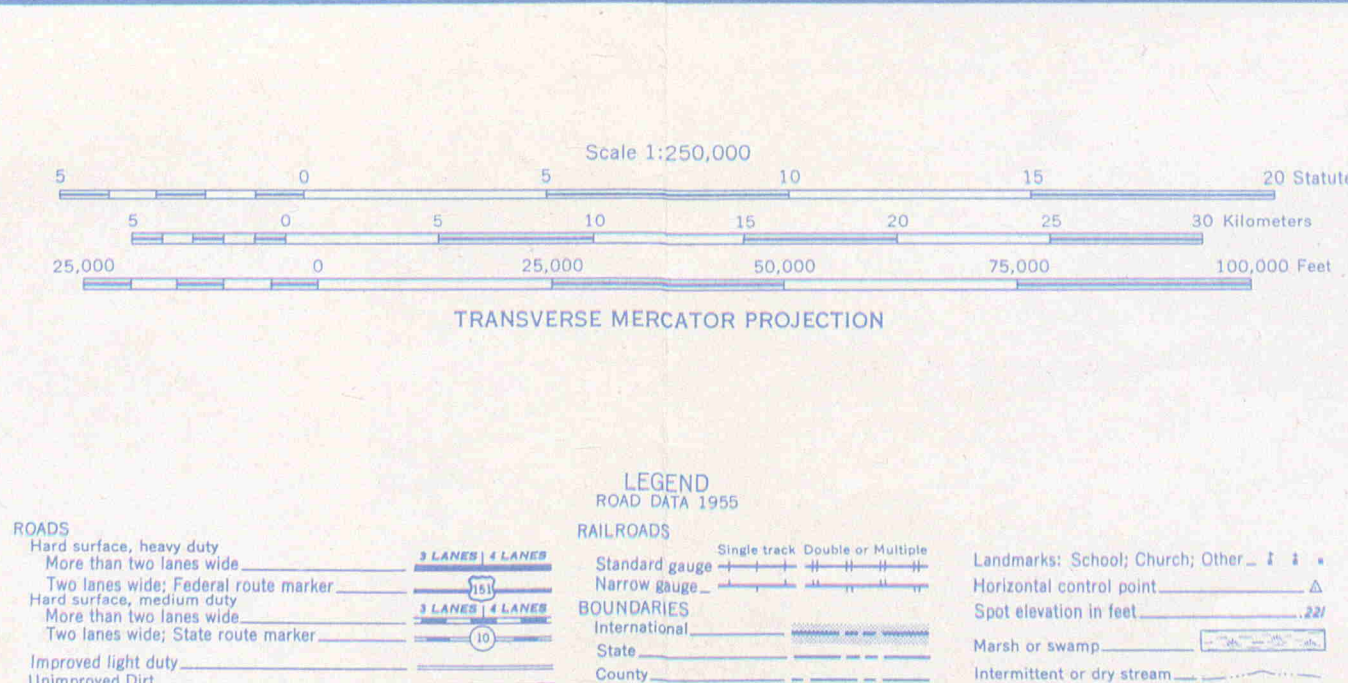 Scale 1:250,000
5 0 5 10 15 20 Statute
5 0 5 10 15 20 25 30 Kilometers
25,000 0 25,000 50,000 75,000 100,000 Feet
TRANSVERSE MERCATOR PROJECTION
LEGEND
ROAD DATA 1955
ROADS
Hard surface, heavy duty
More than two lanes wide 3 LANES | 4 LANES
Two lanes wide; Federal route marker 151
Hard surface, medium duty
More than two lanes wide 3 LANES | 4 LANES
Two lanes wide; State route marker 10
Improved light duty
Unimproved Dirt
RAILROADS
Single track Double or Multiple
Standard gauge
Narrow gauge
BOUNDARIES
International
State
County
Landmarks: School; Church; Other
Horizontal control point
Spot elevation in feet .221
Marsh or swamp
Intermittent or dry stream